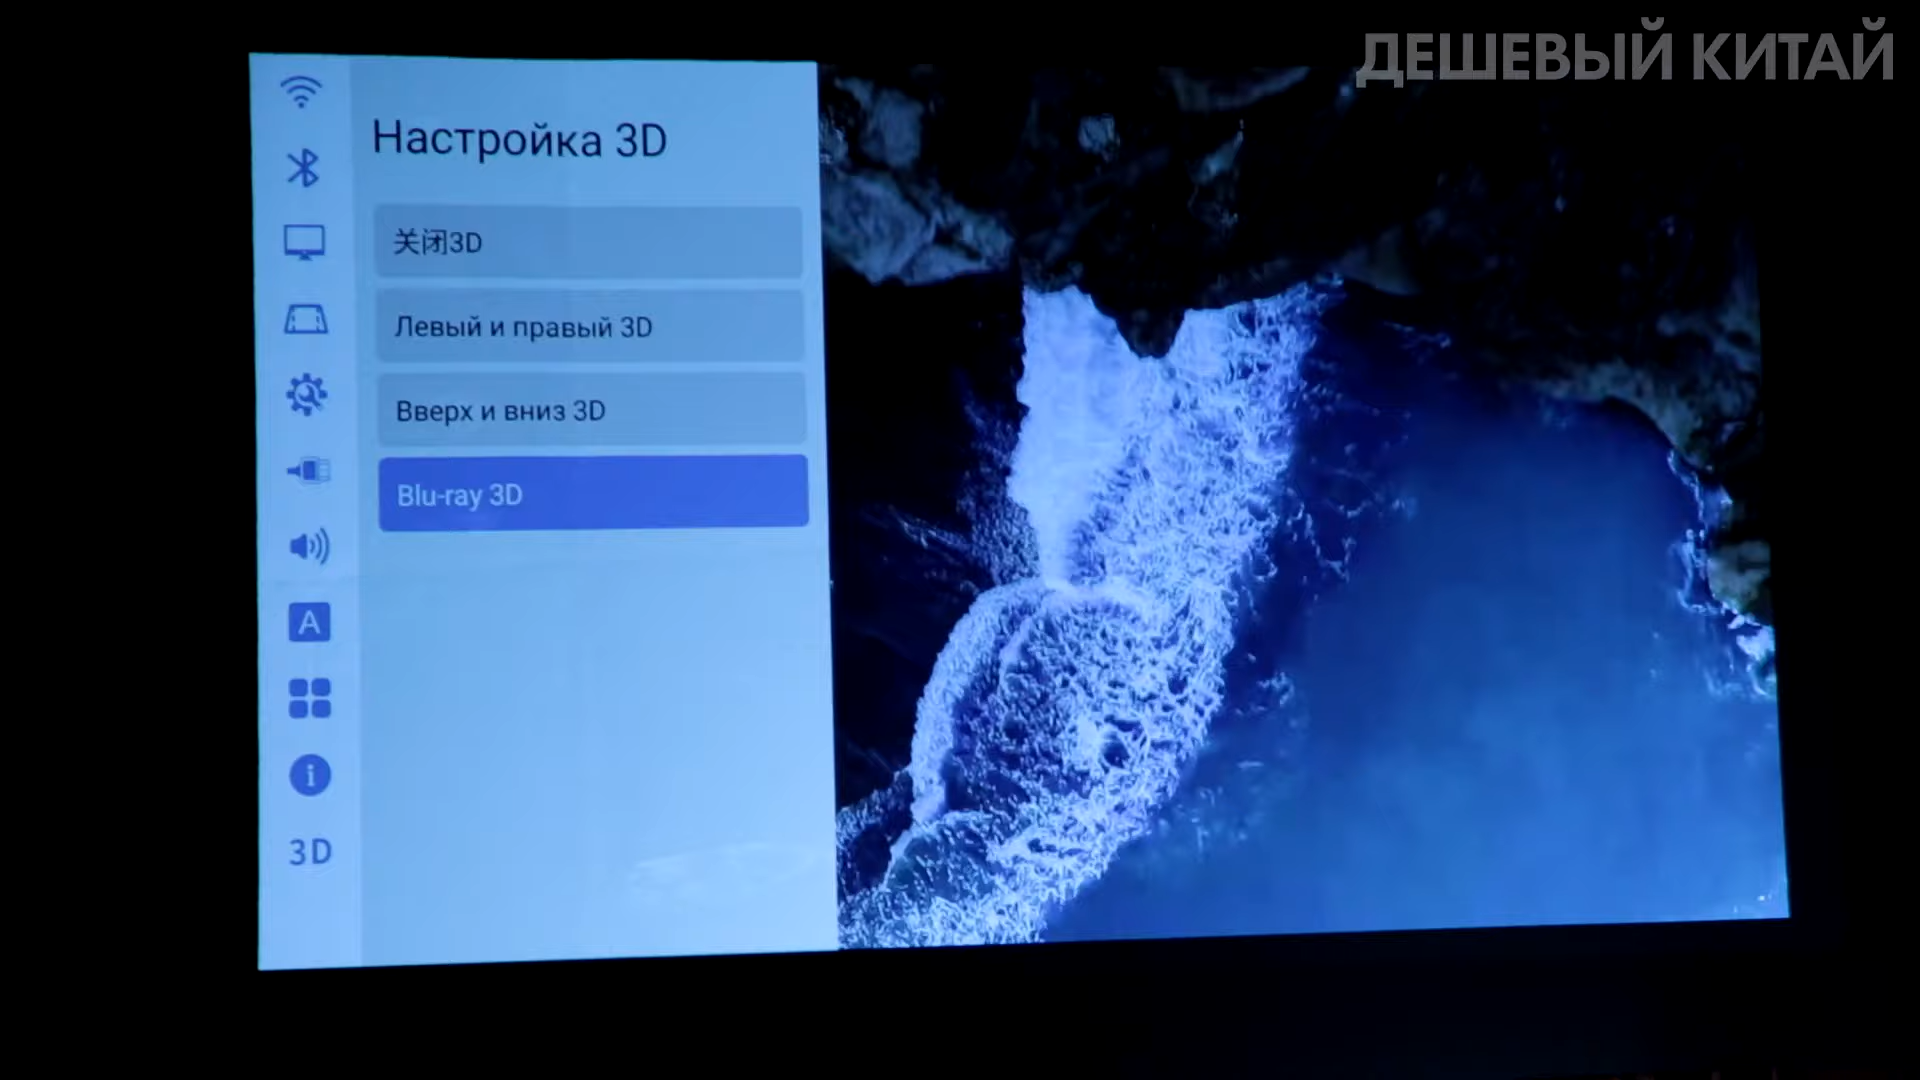 ДЕШЕВЫЙ КИТАЙ
Настройка 3D
关闭3D
Левый и правый 3D
Вверх и вниз 3D
Blu-ray 3D
A
i
3D